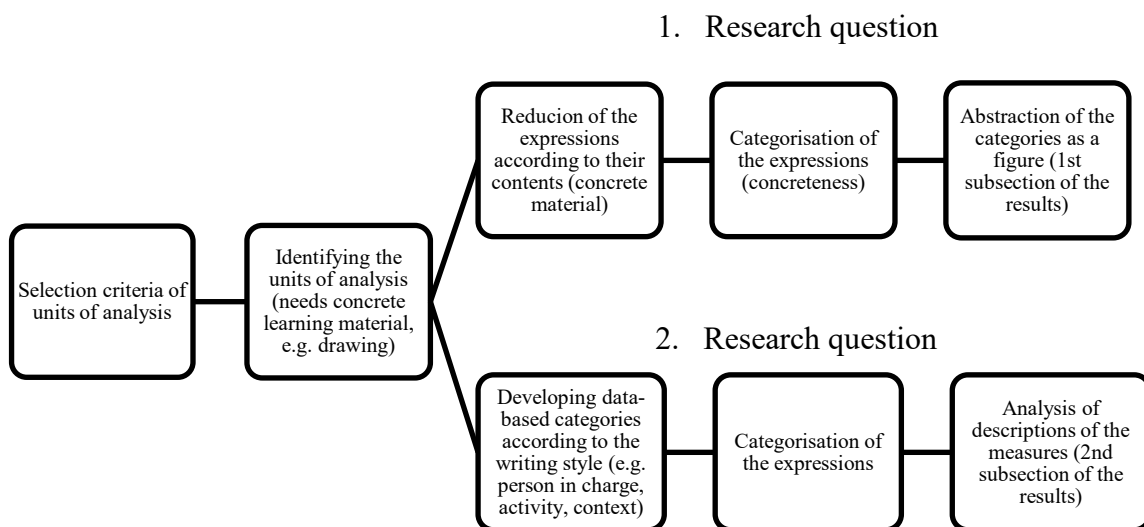 1. Research question
Reducion of the
expressions
according to their
contents (concrete
material)
Categorisation of
the expressions
(concreteness)
Abstraction of the
categories as a
figure (1st
subsection of the
results)
Selection criteria of
units of analysis
Identifying the
units of analysis
(needs concrete
learning material,
e.g. drawing)
2. Research question
Developing data-
based categories
according to the
writing style (e.g.
person in charge,
activity, context)
Categorisation of
the expressions
Analysis of
descriptions of the
measures (2nd
subsection of the
results)